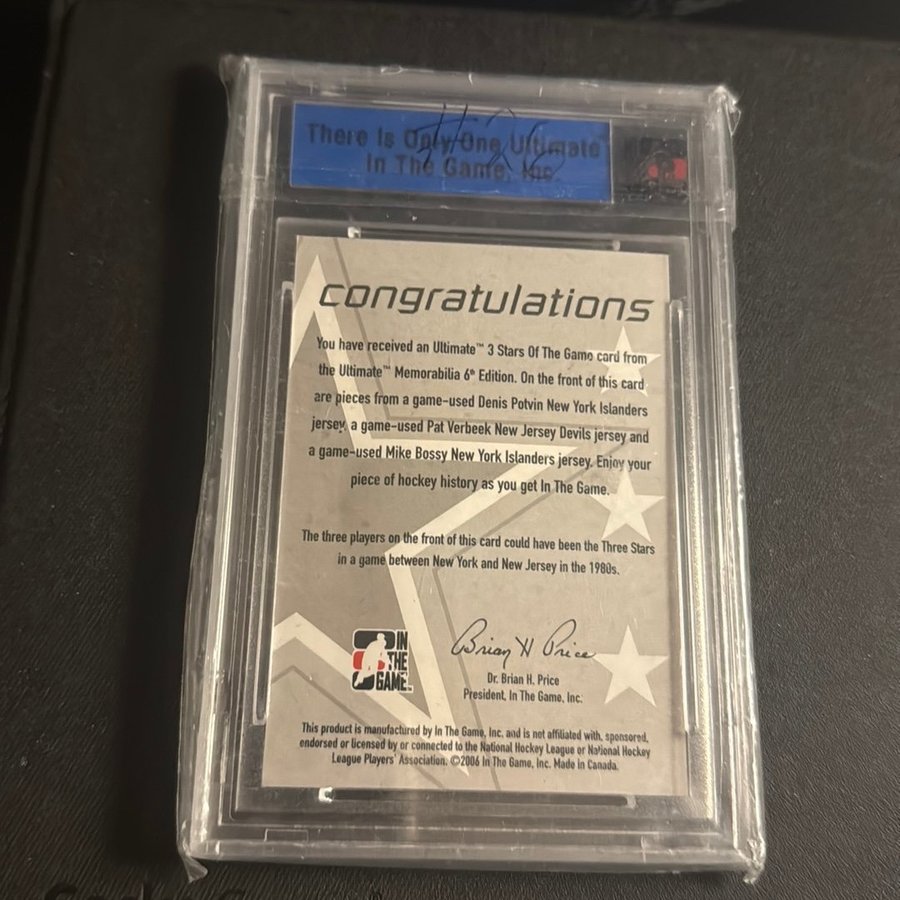 There Is Only One Ultimate™
In The Game, Inc.
congratulations
You have received an Ultimate™ 3 Stars Of The Game card from
the Ultimate™ Memorabilia 6th Edition. On the front of this card
are pieces from a game-used Denis Potvin New York Islanders
jersey, a game-used Pat Verbeek New Jersey Devils jersey and
a game-used Mike Bossy New York Islanders jersey. Enjoy your
piece of hockey history as you get In The Game.
The three players on the front of this card could have been the Three Stars
in a game between New York and New Jersey in the 1980s.
IN
THE
GAME™
Brian H Price
Dr. Brian H. Price
President, In The Game, Inc.
This product is manufactured by In The Game, Inc. and is not affiliated with, sponsored,
endorsed or licensed by or connected to the National Hockey League or National Hockey
League Players' Association. ©2006 In The Game, Inc. Made in Canada.